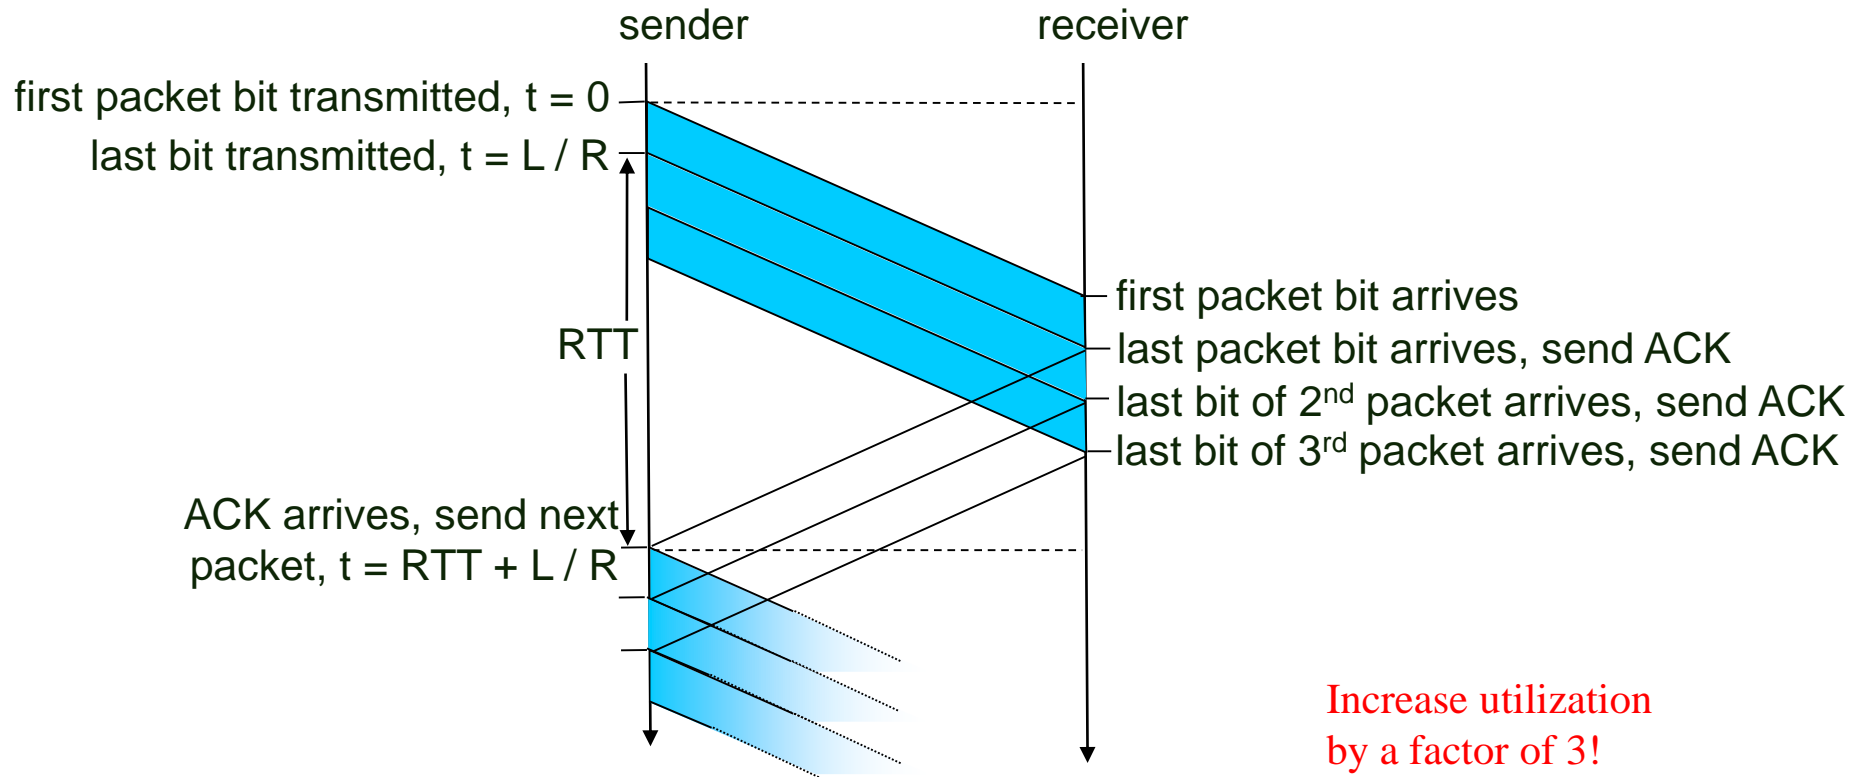 sender
receiver
first packet bit transmitted, t = 0
last bit transmitted, t = L / R
RTT
first packet bit arrives
last packet bit arrives, send ACK
last bit of 2nd packet arrives, send ACK
last bit of 3rd packet arrives, send ACK
ACK arrives, send next
packet, t = RTT + L / R
Increase utilization
by a factor of 3!